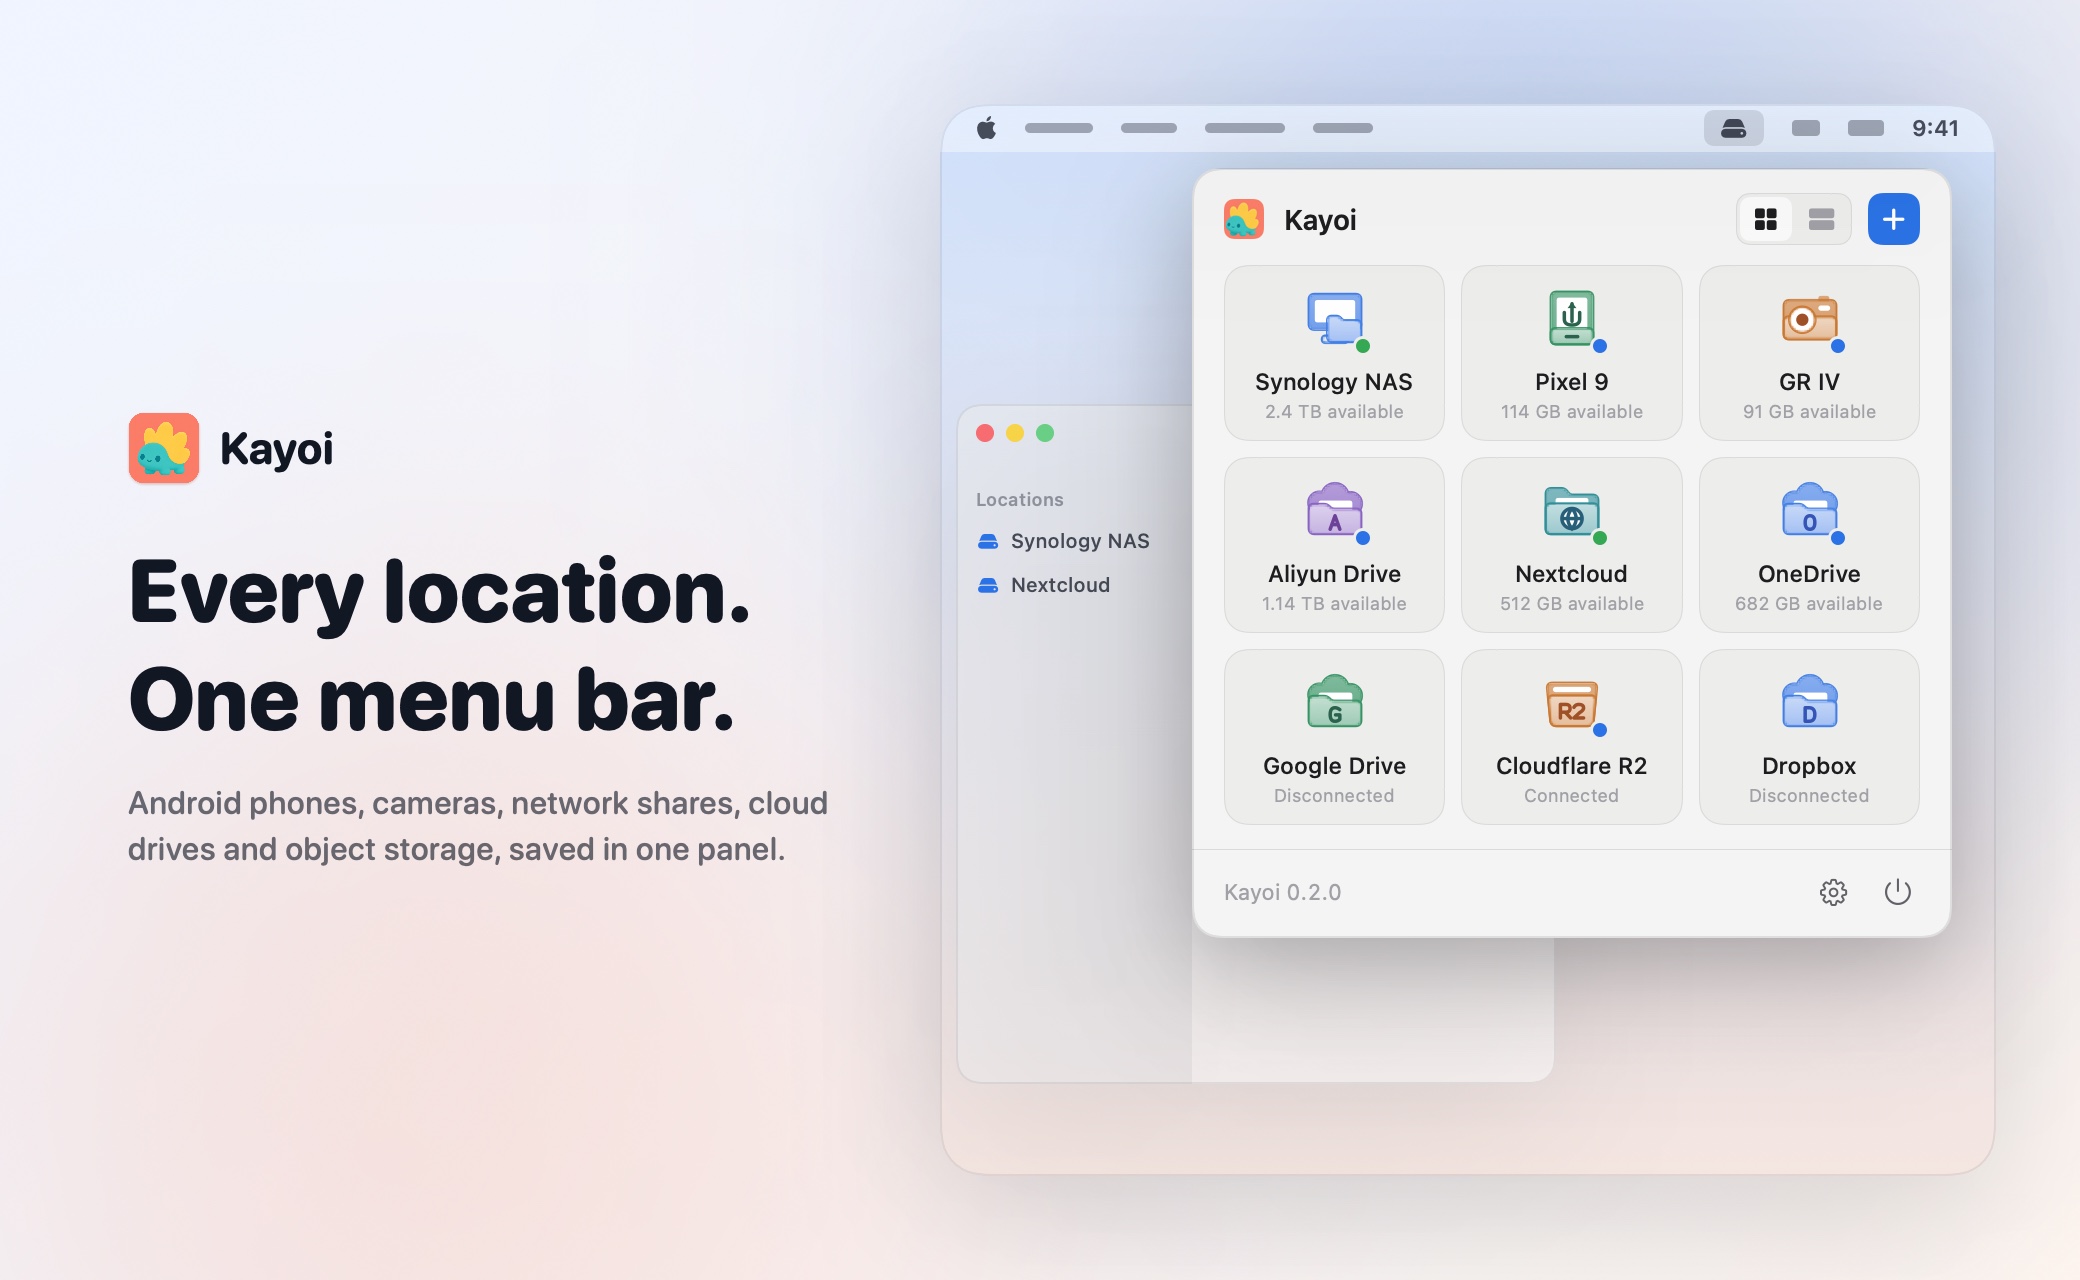 Kayoi
Every location.
One menu bar.
Android phones, cameras, network shares, cloud
drives and object storage, saved in one panel.
9:41
Locations
Synology NAS
Nextcloud
Kayoi
Synology NAS
2.4 TB available
Pixel 9
114 GB available
GR IV
91 GB available
A
Aliyun Drive
1.14 TB available
Nextcloud
512 GB available
O
OneDrive
682 GB available
G
Google Drive
Disconnected
R2
Cloudflare R2
Connected
D
Dropbox
Disconnected
Kayoi 0.2.0